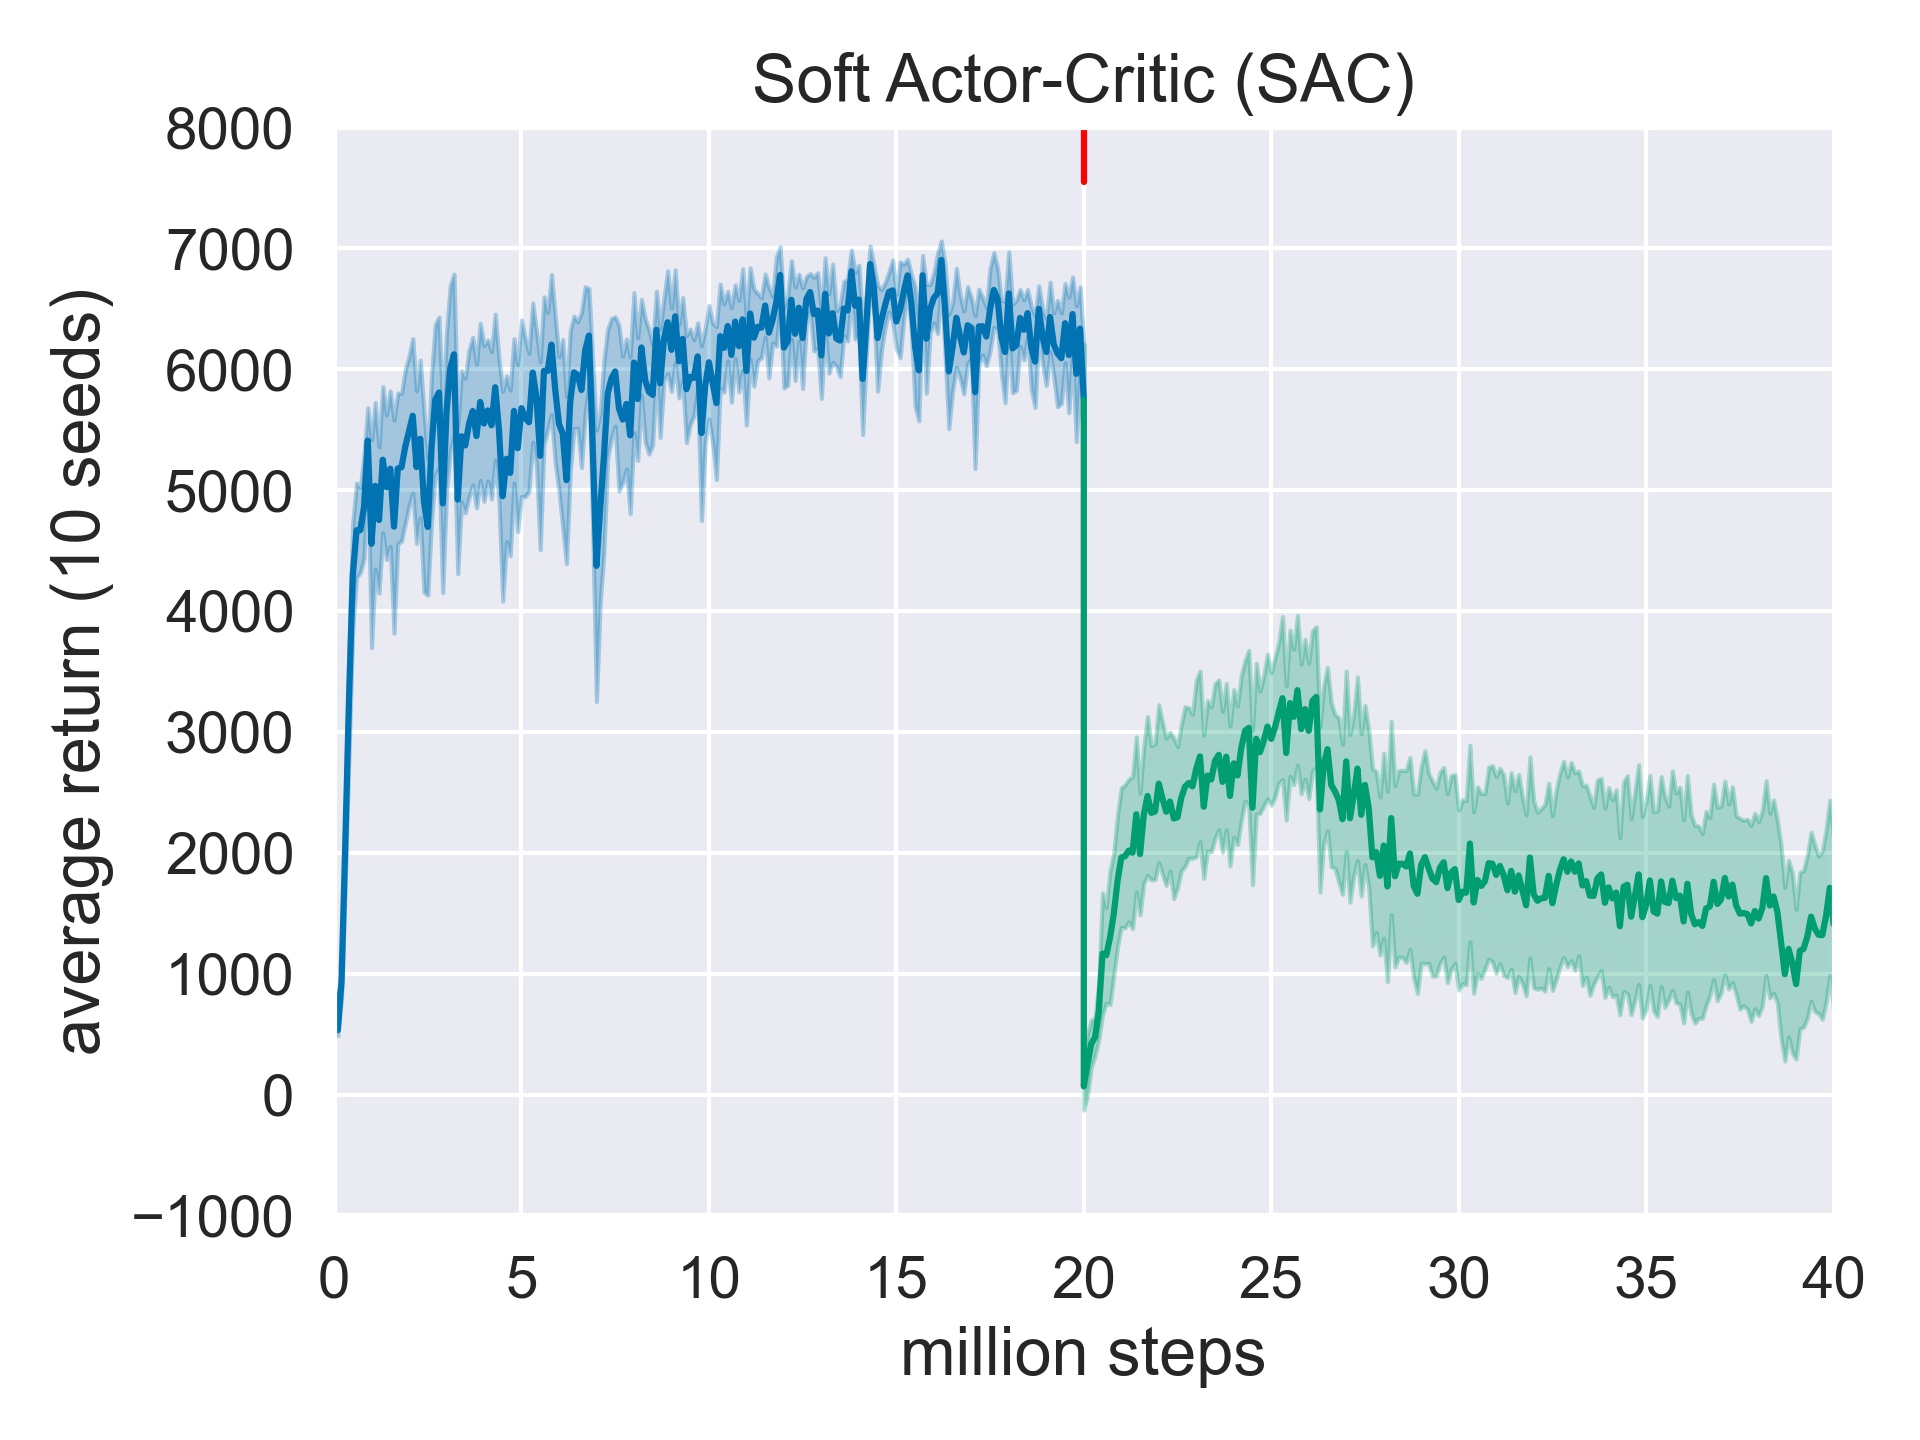 Soft Actor-Critic (SAC)
8000
7000
6000
5000
4000
3000
2000
1000
0
−1000
average return (10 seeds)
0 5 10 15 20 25 30 35 40
million steps